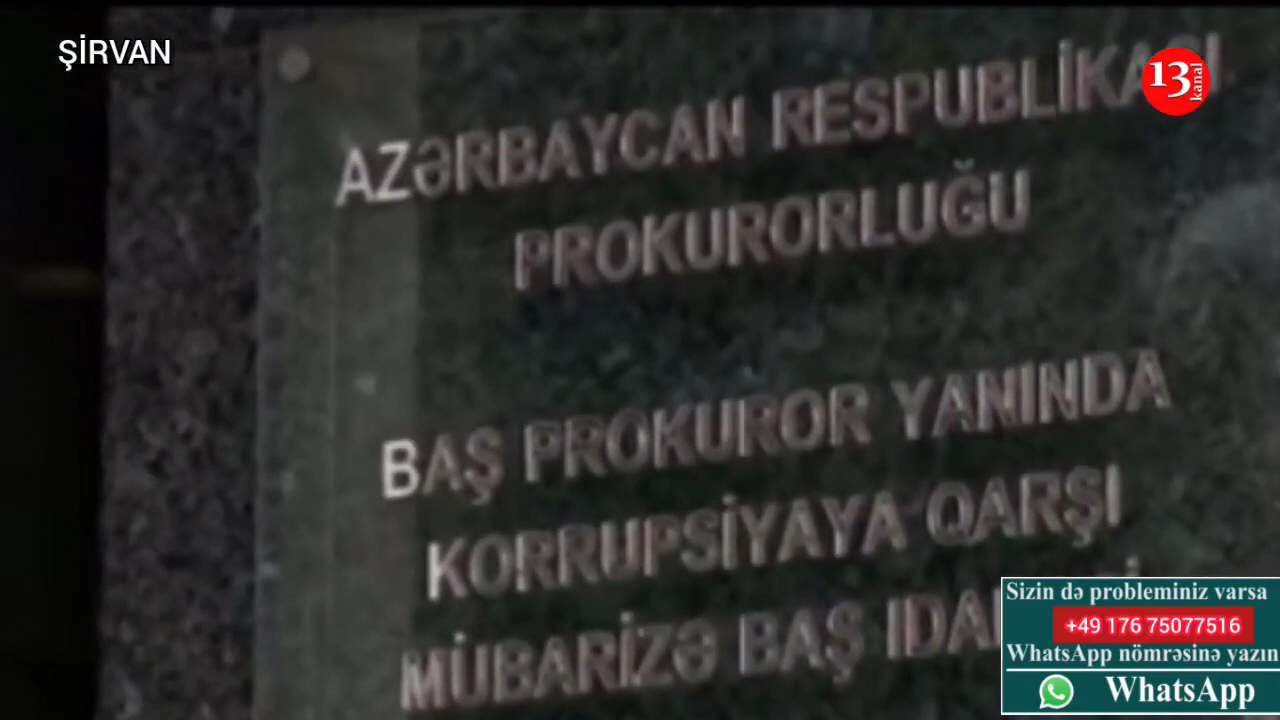 ŞİRVAN
13 kanal
AZƏRBAYCAN RESPUBLİKASI
PROKURORLUĞU
BAŞ PROKUROR YANINDA
KORRUPSİYAYA QARŞI
MÜBARİZƏ BAŞ
Sizin də probleminiz varsa
+49 176 75077516
WhatsApp nömrəsinə yazın
WhatsApp